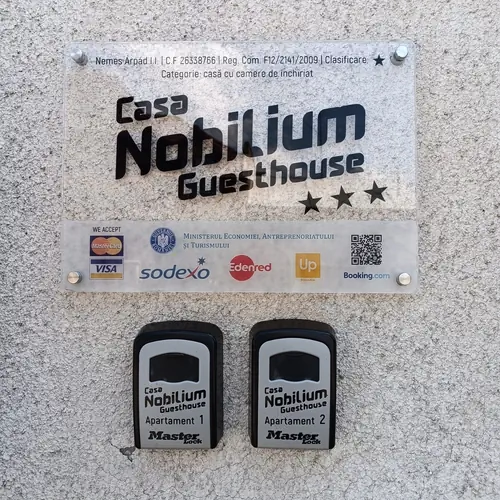 Nemes Arpád I.I. | C.F 26338766 | Reg. Com. F12/2141/2009 | Clasificare: ★
Categorie: casă cu camere de închiriat
Casa
Nobilium
Guesthouse
★★★
WE ACCEPT
MasterCard
VISA
MINISTERUL ECONOMIEI, ANTREPRENORIATULUI
ȘI TURISMULUI
sodexo
Edenred
Up
Booking.com
Casa
Nobilium
Guesthouse
Apartament 1
Master
Lock
Casa
Nobilium
Guesthouse
Apartament 2
Master
Lock